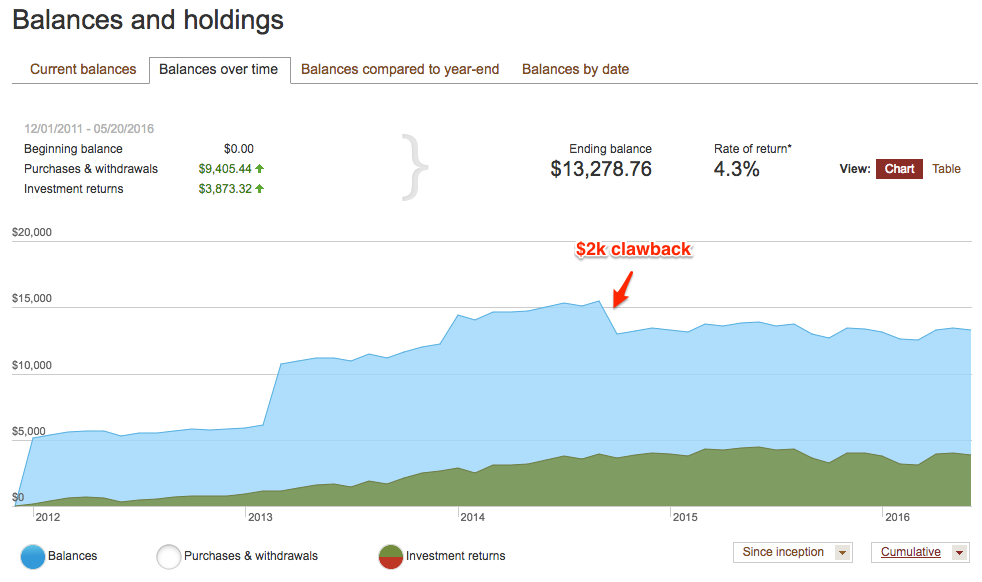 Balances and holdings
Current balances Balances over time Balances compared to year-end Balances by date
12/01/2011 - 05/20/2016
Beginning balance $0.00
Purchases & withdrawals $9,405.44
Investment returns $3,873.32
Ending balance
$13,278.76
Rate of return*
4.3%
View: Chart Table
$20,000
$2k clawback
$15,000
$10,000
$5,000
$0
2012 2013 2014 2015 2016
Balances Purchases & withdrawals Investment returns Since inception Cumulative